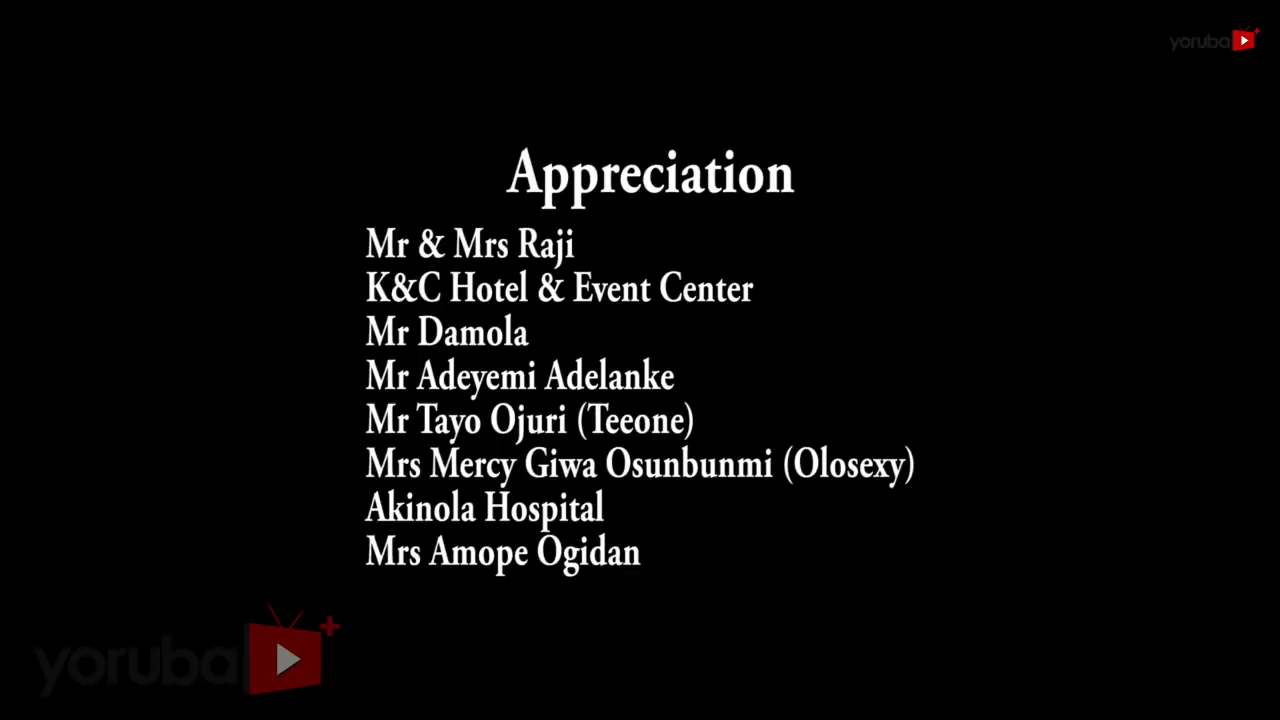 yoruba
Appreciation
Mr & Mrs Raji
K&C Hotel & Event Center
Mr Damola
Mr Adeyemi Adelanke
Mr Tayo Ojuri (Teeone)
Mrs Mercy Giwa Osunbunmi (Olosexy)
Akinola Hospital
Mrs Amope Ogidan
yoruba+